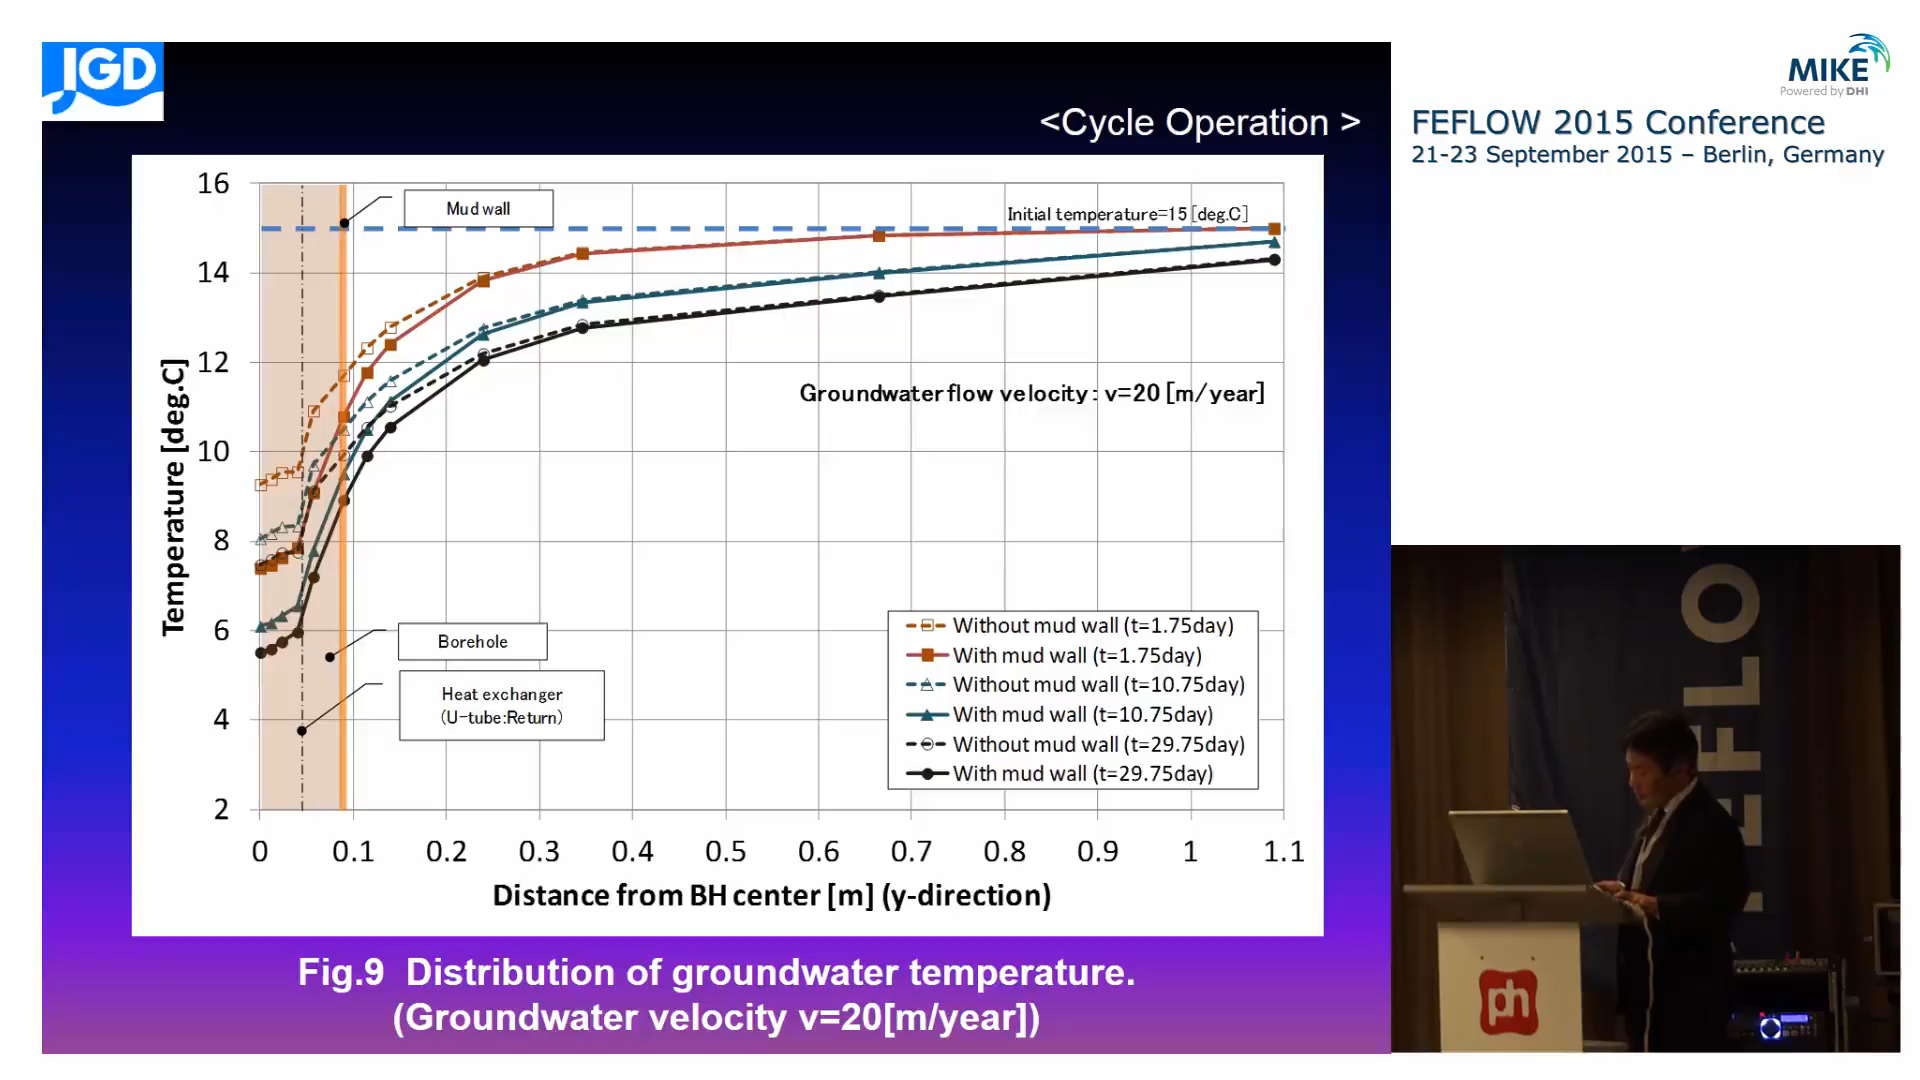 JGD
<Cycle Operation >
MIKE
Powered by DHI
FEFLOW 2015 Conference
21-23 September 2015 – Berlin, Germany
16
14
12
10
8
6
4
2
Temperature [deg.C]
Mud wall
Initial temperature=15 [deg.C]
Groundwater flow velocity: v=20 [m/year]
Borehole
Heat exchanger
(U-tube:Return)
Without mud wall (t=1.75day)
With mud wall (t=1.75day)
Without mud wall (t=10.75day)
With mud wall (t=10.75day)
Without mud wall (t=29.75day)
With mud wall (t=29.75day)
0 0.1 0.2 0.3 0.4 0.5 0.6 0.7 0.8 0.9 1 1.1
Distance from BH center [m] (y-direction)
Fig.9 Distribution of groundwater temperature.
(Groundwater velocity v=20[m/year])
EFLO
ph